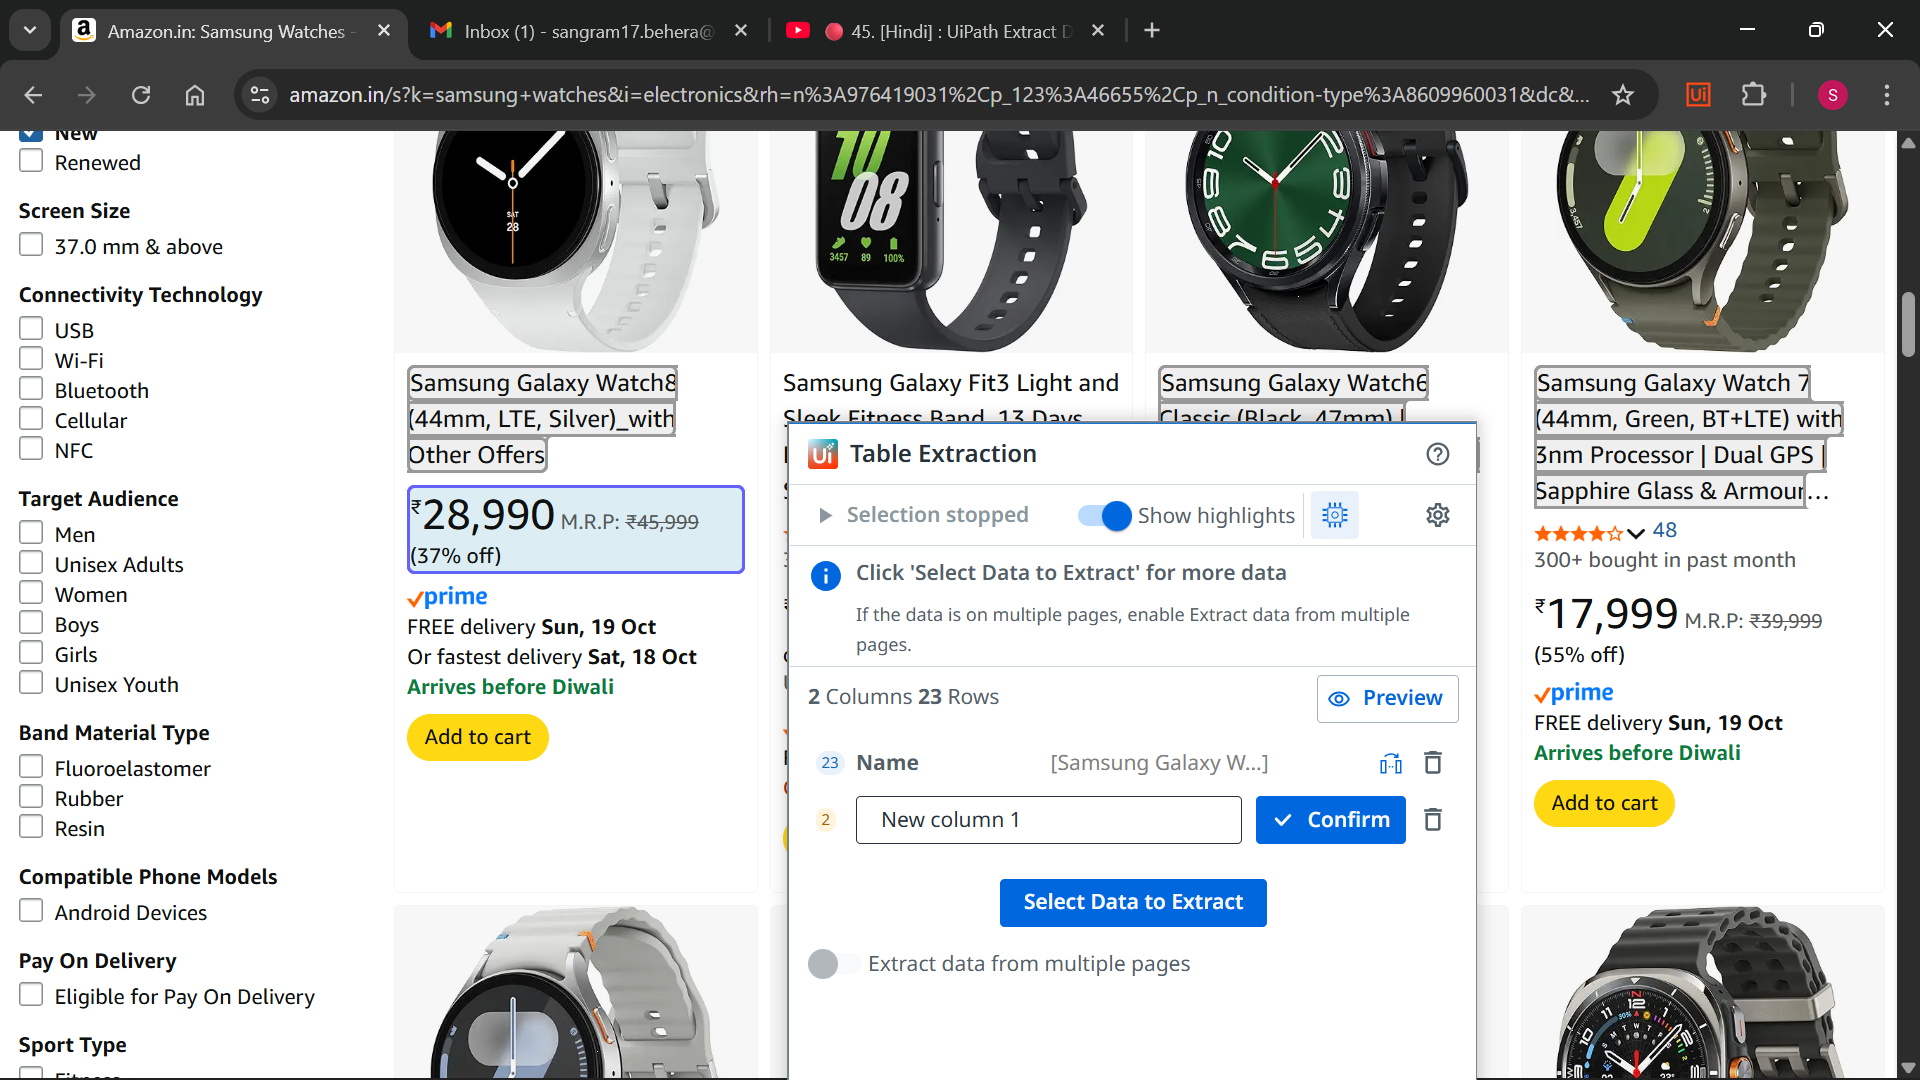 Amazon.in: Samsung Watches -
Inbox (1) - sangram17.behera@
45. [Hindi] : UiPath Extract D
amazon.in/s?k=samsung+watches&i=electronics&rh=n%3A976419031%2Cp_123%3A46655%2Cp_n_condition-type%3A8609960031&dc&...
S
New
Renewed
Screen Size
37.0 mm & above
Connectivity Technology
USB
Wi-Fi
Bluetooth
Cellular
NFC
Target Audience
Men
Unisex Adults
Women
Boys
Girls
Unisex Youth
Band Material Type
Fluoroelastomer
Rubber
Resin
Compatible Phone Models
Android Devices
Pay On Delivery
Eligible for Pay On Delivery
Sport Type
SAT
28
Samsung Galaxy Watch8
(44mm, LTE, Silver)_with
Other Offers
₹28,990 M.R.P: ₹45,999
(37% off)
prime
FREE delivery Sun, 19 Oct
Or fastest delivery Sat, 18 Oct
Arrives before Diwali
Add to cart
10
08
3457 89 100%
Samsung Galaxy Fit3 Light and
Sleek Fitness Band, 13 Days
Samsung Galaxy Watch6
Classic (Black, 47mm) |
3,457
Samsung Galaxy Watch 7
(44mm, Green, BT+LTE) with
3nm Processor | Dual GPS |
Sapphire Glass & Armour…
48
300+ bought in past month
₹17,999 M.R.P: ₹39,999
(55% off)
prime
FREE delivery Sun, 19 Oct
Arrives before Diwali
Add to cart
Ui Table Extraction
Selection stopped
Show highlights
Click 'Select Data to Extract' for more data
If the data is on multiple pages, enable Extract data from multiple
pages.
2 Columns 23 Rows
Preview
23 Name [Samsung Galaxy W...]
2 New column 1 Confirm
Select Data to Extract
Extract data from multiple pages